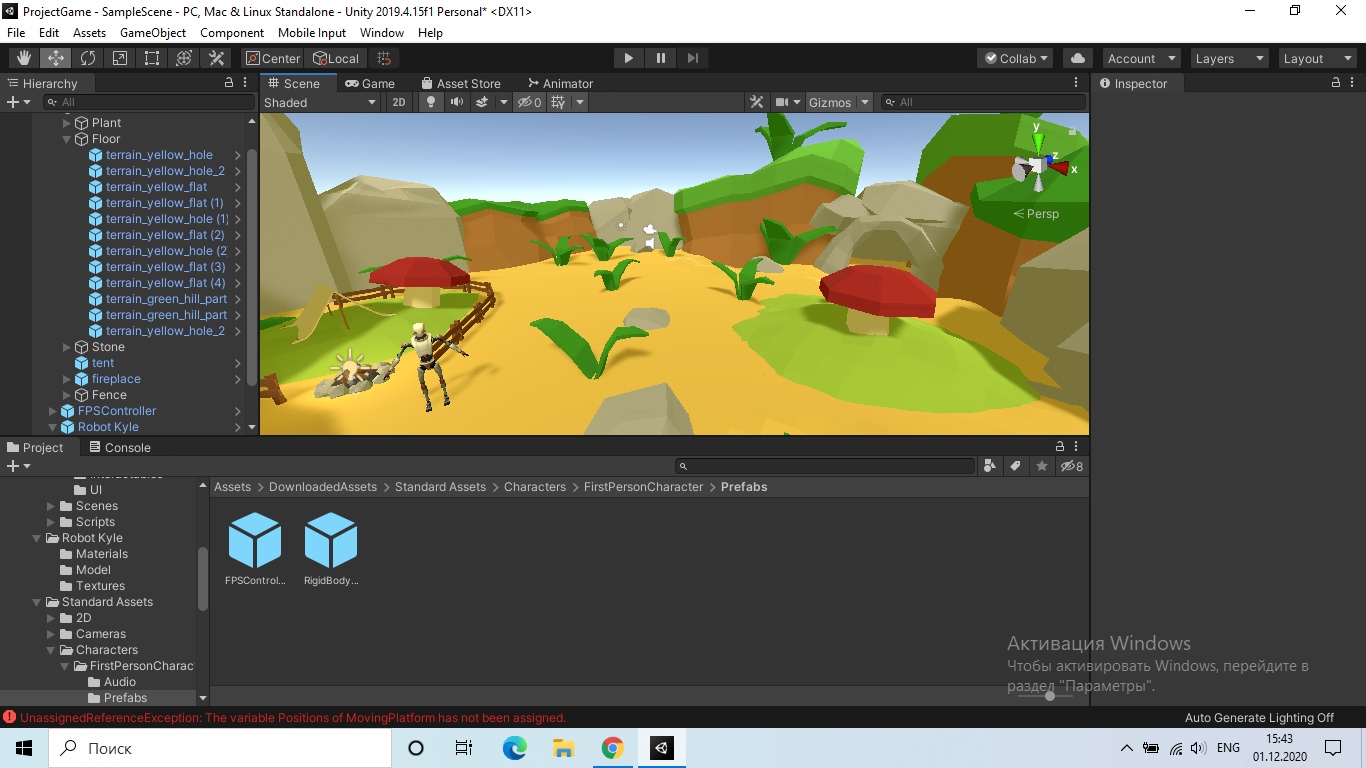 ProjectGame - SampleScene - PC, Mac & Linux Standalone - Unity 2019.4.15f1 Personal* <DX11>
File Edit Assets GameObject Component Mobile Input Window Help
Center Local Collab Account Layers Layout
Hierarchy
All
Plant
Floor
terrain_yellow_hole
terrain_yellow_hole_2
terrain_yellow_flat
terrain_yellow_flat (1)
terrain_yellow_hole (1)
terrain_yellow_flat (2)
terrain_yellow_hole (2)
terrain_yellow_flat (3)
terrain_yellow_flat (4)
terrain_green_hill_part
terrain_green_hill_part
terrain_yellow_hole_2
Stone
tent
fireplace
Fence
FPSController
Robot Kyle
Scene Game Asset Store Animator
Shaded 2D 0 Gizmos All
y
z
x
Persp
Inspector
Project Console
8
UI
Scenes
Scripts
Robot Kyle
Materials
Model
Textures
Standard Assets
2D
Cameras
Characters
FirstPersonCharac
Audio
Prefabs
Assets > DownloadedAssets > Standard Assets > Characters > FirstPersonCharacter > Prefabs
FPSControl... RigidBody...
Активация Windows
Чтобы активировать Windows, перейдите в
раздел "Параметры".
UnassignedReferenceException: The variable Positions of MovingPlatform has not been assigned.
Auto Generate Lighting Off
Поиск
ENG
15:43
01.12.2020